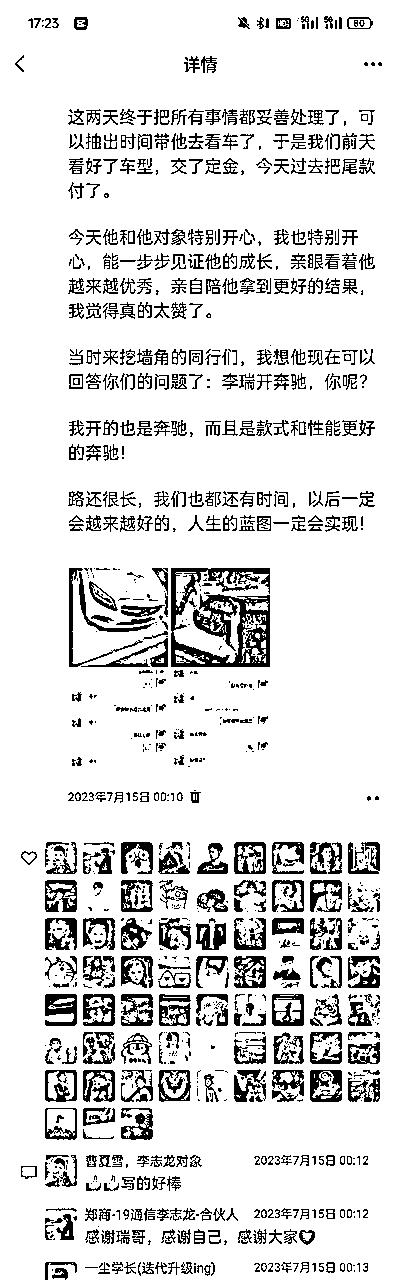 17:23
80
详情
这两天终于把所有事情都妥善处理了，可
以抽出时间带他去看车了，于是我们前天
看好了车型，交了定金，今天过去把尾款
付了。
今天他和他对象特别开心，我也特别开
心，能一步步见证他的成长，亲眼看着他
越来越优秀，亲自陪他拿到更好的结果，
我觉得真的太赞了。
当时来挖墙角的同行们，我想他现在可以
回答你们的问题了：李瑞开奔驰，你呢？
我开的也是奔驰，而且是款式和性能更好
的奔驰！
路还很长，我们也都还有时间，以后一定
会越来越好的，人生的蓝图一定会实现！
2023年7月15日 00:10
曹夏雪，李志龙对象 2023年7月15日 00:12
写的好棒
郑商-19通信李志龙-合伙人 2023年7月15日 00:12
感谢瑞哥，感谢自己，感谢大家
一尘学长(迭代升级ing) 2023年7月15日 00:13